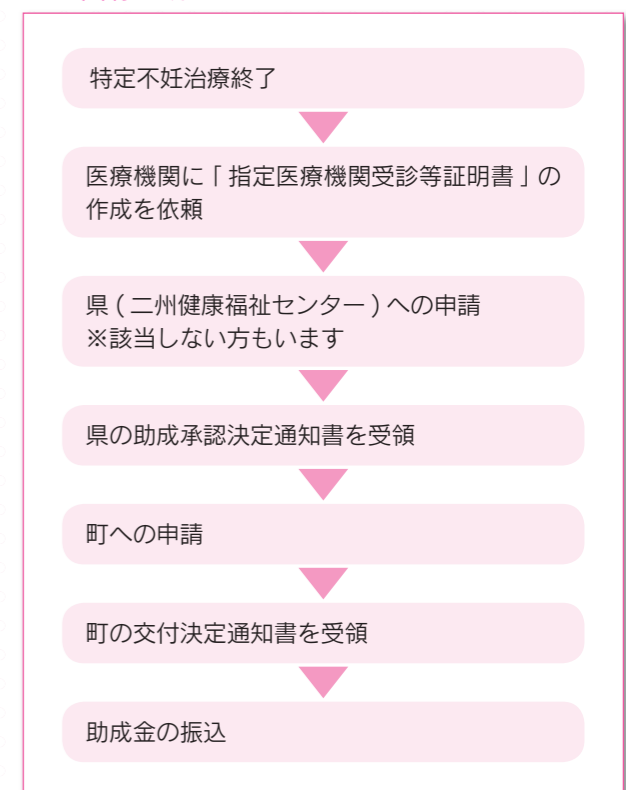 特定不妊治療終了
医療機関に「指定医療機関受診等証明書」の
作成を依頼
県(二州健康福祉センター)への申請
※該当しない方もいます
県の助成承認決定通知書を受領
町への申請
町の交付決定通知書を受領
助成金の振込